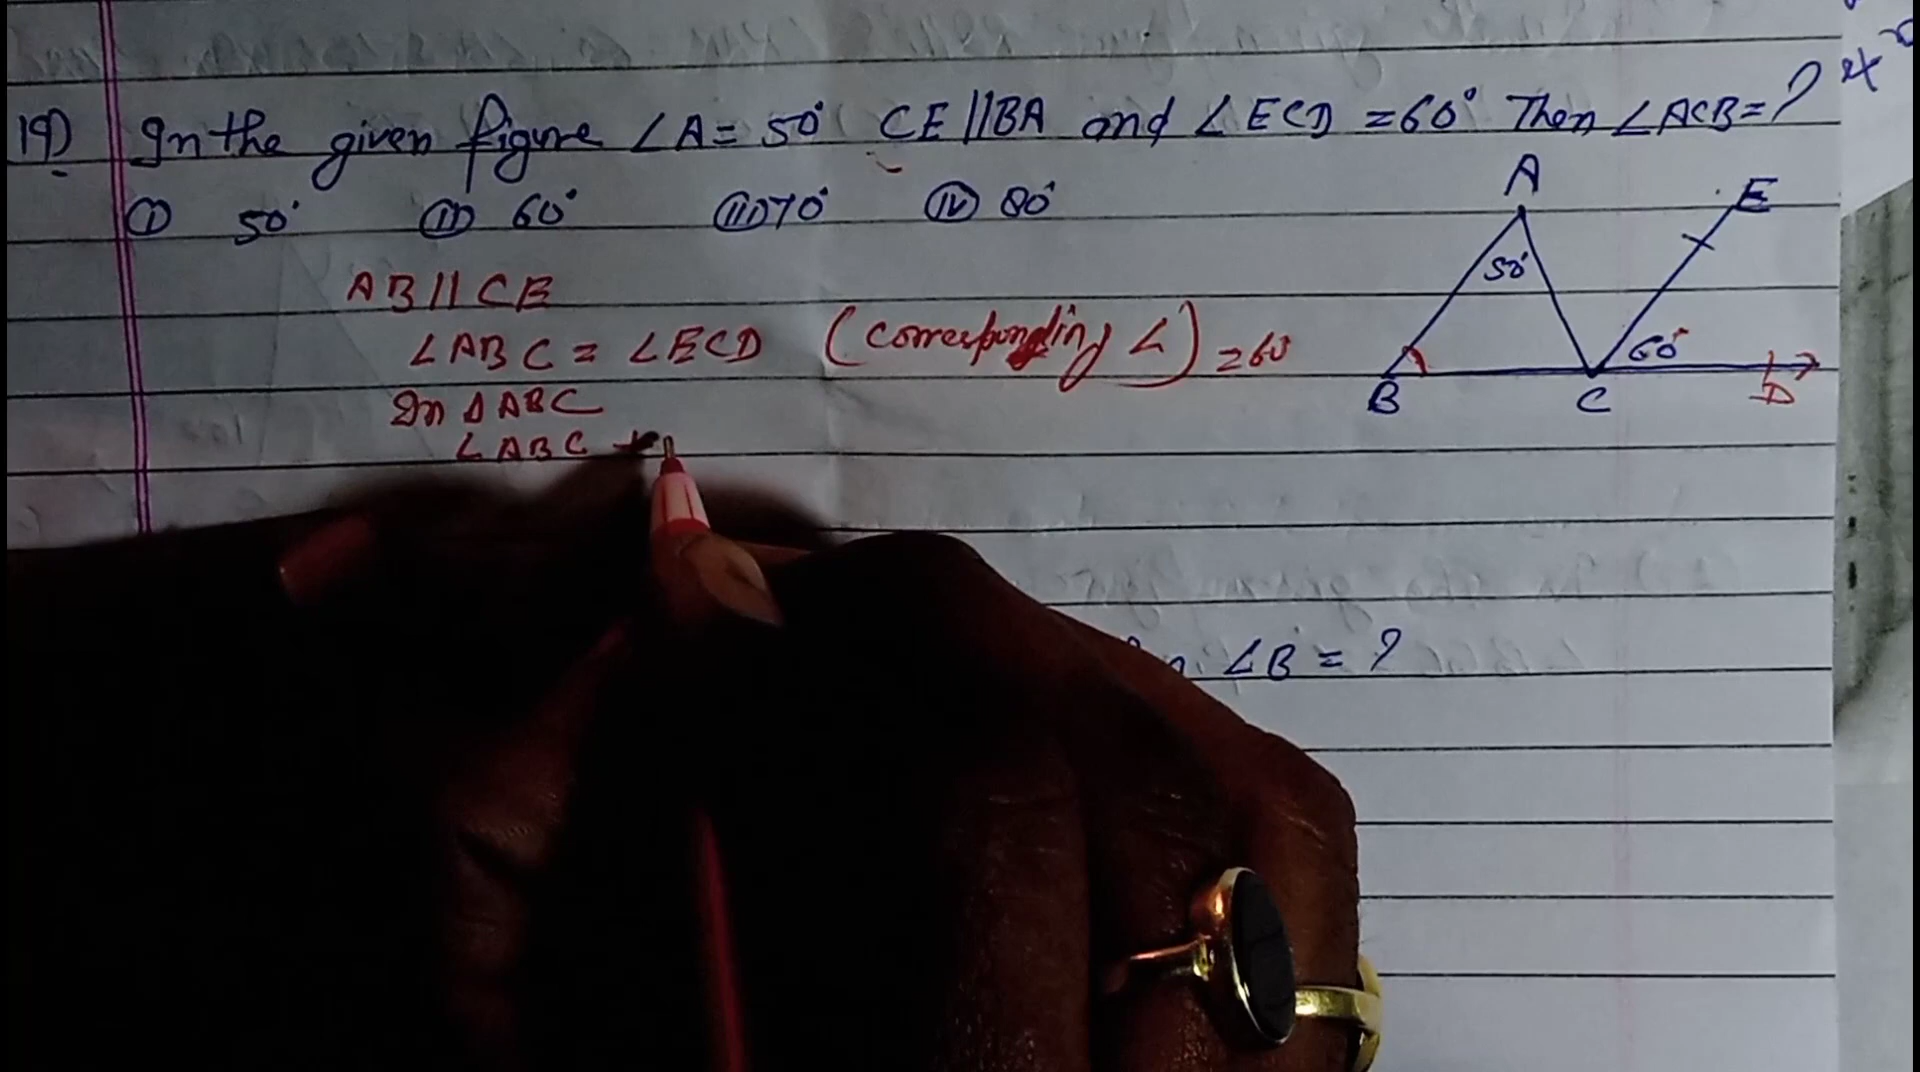 19) In the given figure ∠A = 50° CE || BA and ∠ECD = 60° Then ∠ACB = ?
(I) 50° (II) 60° (III) 70° (IV) 80°
A
E
50°
60°
B
C
D
AB || CE
∠ABC = ∠ECD (corresponding ∠) = 60
In △ABC
∠ABC +
∠B = ?